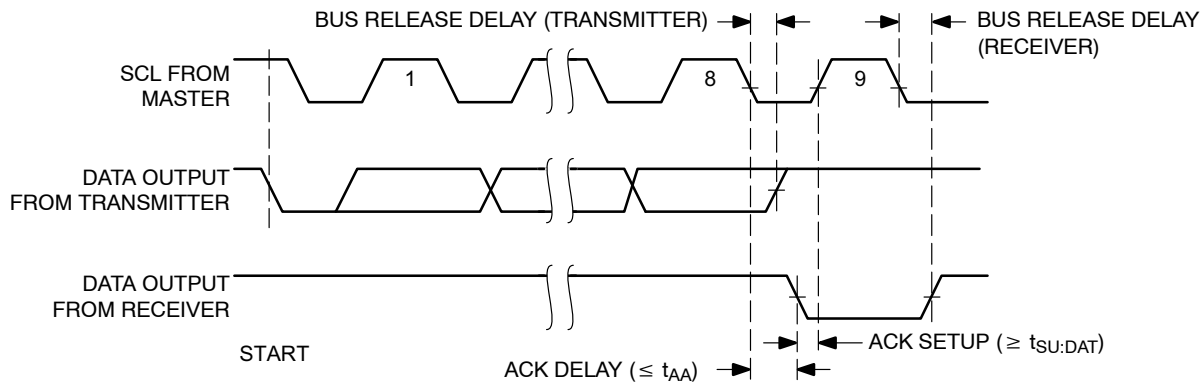 BUS RELEASE DELAY (TRANSMITTER)
BUS RELEASE DELAY
(RECEIVER)
SCL FROM
MASTER
1
8
9
DATA OUTPUT
FROM TRANSMITTER
DATA OUTPUT
FROM RECEIVER
START
ACK SETUP (≥ tSU:DAT)
ACK DELAY (≤ tAA)